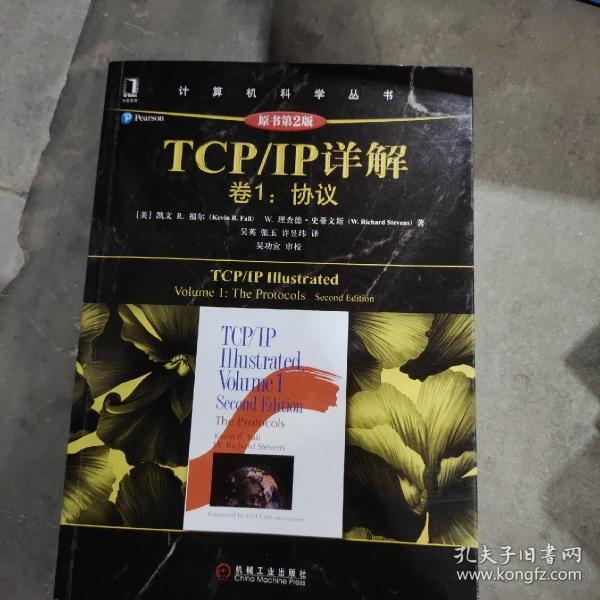 计算机科学丛书
Pearson
原书第2版
TCP/IP详解
卷1：协议
[美] 凯文 R. 福尔（Kevin R. Fall） W. 理查德·史蒂文斯（W. Richard Stevens）著
吴英 张玉 许昱玮 译
吴功宜 审校
TCP/IP Illustrated
Volume 1: The Protocols Second Edition
TCP/IP
Illustrated,
Volume 1
Second Edition
The Protocols
Kevin R. Fall
W. Richard Stevens
Foreword by Vint Cerf
机械工业出版社
China Machine Press
孔夫子旧书网
www.kongfz.com